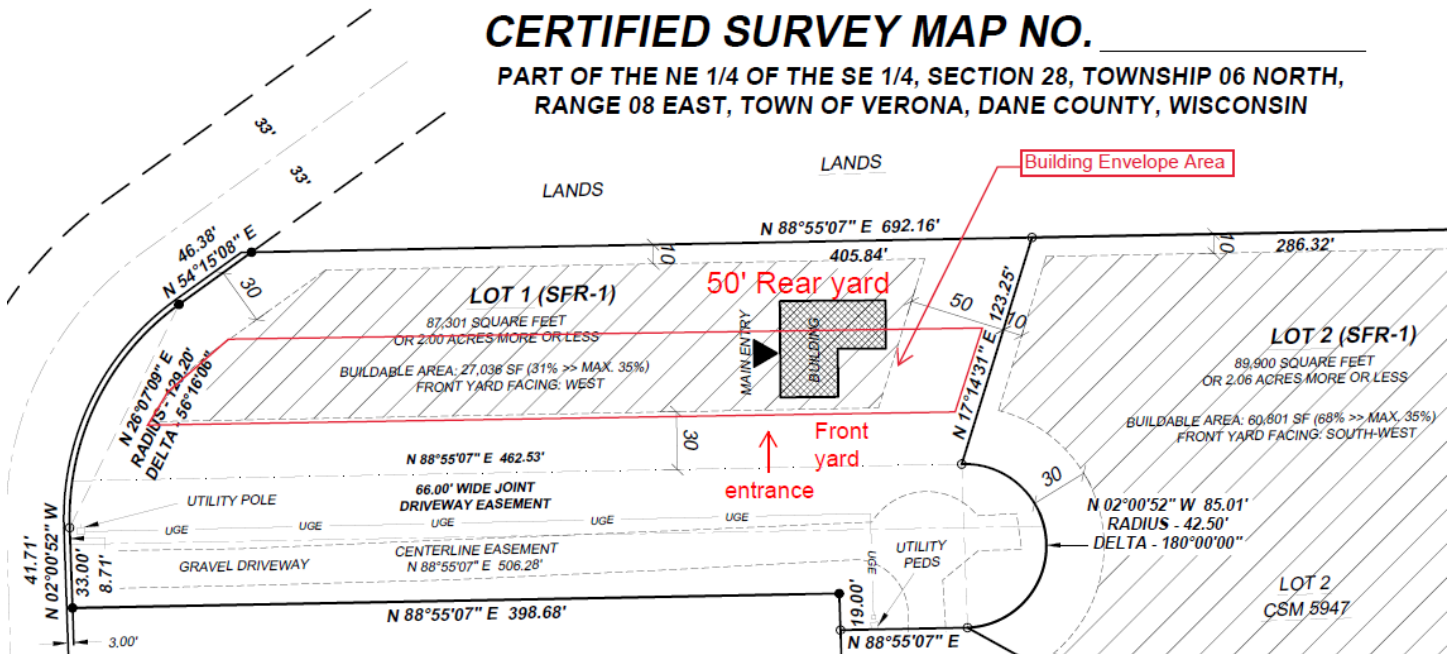 CERTIFIED SURVEY MAP NO.
PART OF THE NE 1/4 OF THE SE 1/4, SECTION 28, TOWNSHIP 06 NORTH,
RANGE 08 EAST, TOWN OF VERONA, DANE COUNTY, WISCONSIN
33'
33'
LANDS
LANDS
Building Envelope Area
46.38'
N 54°15'08" E
N 88°55'07" E 692.16'
10
405.84'
10
286.32'
30
LOT 1 (SFR-1)
87,301 SQUARE FEET
OR 2.00 ACRES MORE OR LESS
BUILDABLE AREA: 27,036 SF (31% >> MAX. 35%)
FRONT YARD FACING: WEST
50' Rear yard
MAIN ENTRY
BUILDING
50
10
N 17°14'31" E 123.25'
LOT 2 (SFR-1)
89,900 SQUARE FEET
OR 2.06 ACRES MORE OR LESS
BUILDABLE AREA: 60,801 SF (68% >> MAX. 35%)
FRONT YARD FACING: SOUTH-WEST
N 26°07'09" E
RADIUS - 129.20'
DELTA - 56°16'06"
30
Front
yard
entrance
N 88°55'07" E 462.53'
66.00' WIDE JOINT
DRIVEWAY EASEMENT
UTILITY POLE
UGE
UGE
UGE
UGE
UGE
UGE
CENTERLINE EASEMENT
N 88°55'07" E 506.28'
GRAVEL DRIVEWAY
UTILITY
PEDS
30
N 02°00'52" W 85.01'
RADIUS - 42.50'
DELTA - 180°00'00"
LOT 2
CSM 5947
41.71'
N 02°00'52" W
33.00'
8.71'
3.00'
N 88°55'07" E 398.68'
19.00'
N 88°55'07" E